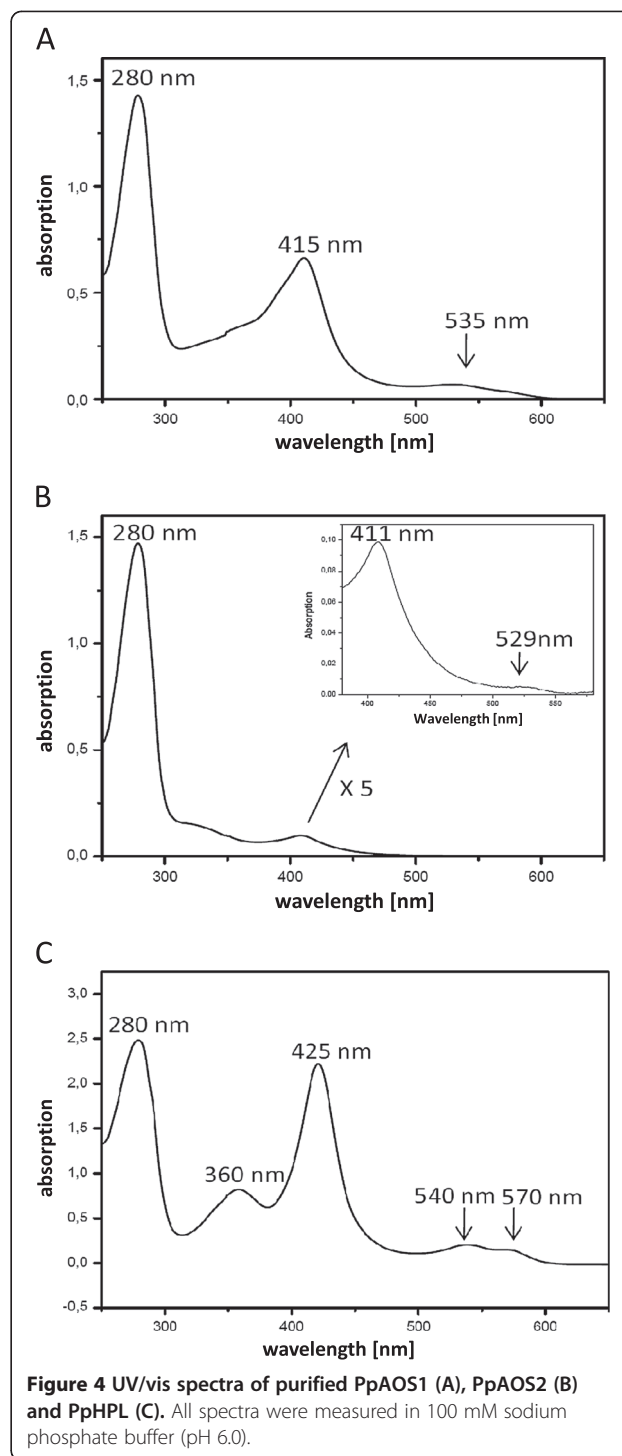 A
280 nm
1,5
415 nm
1,0
absorption
535 nm
0,5
0,0
300 400 500 600
wavelength [nm]
B
280 nm
1,5
411 nm
0,10
0,08
529nm
0,06
Absorption
1,0
0,04
absorption
0,02
0,00
400 450 500 550
Wavelength [nm]
0,5
X 5
0,0
300 400 500 600
wavelength [nm]
C
3,0
280 nm
2,5
425 nm
2,0
absorption
1,5
360 nm
1,0
540 nm 570 nm
0,5
0,0
-0,5
300 400 500 600
wavelength [nm]
Figure 4 UV/vis spectra of purified PpAOS1 (A), PpAOS2 (B)
and PpHPL (C). All spectra were measured in 100 mM sodium
phosphate buffer (pH 6.0).